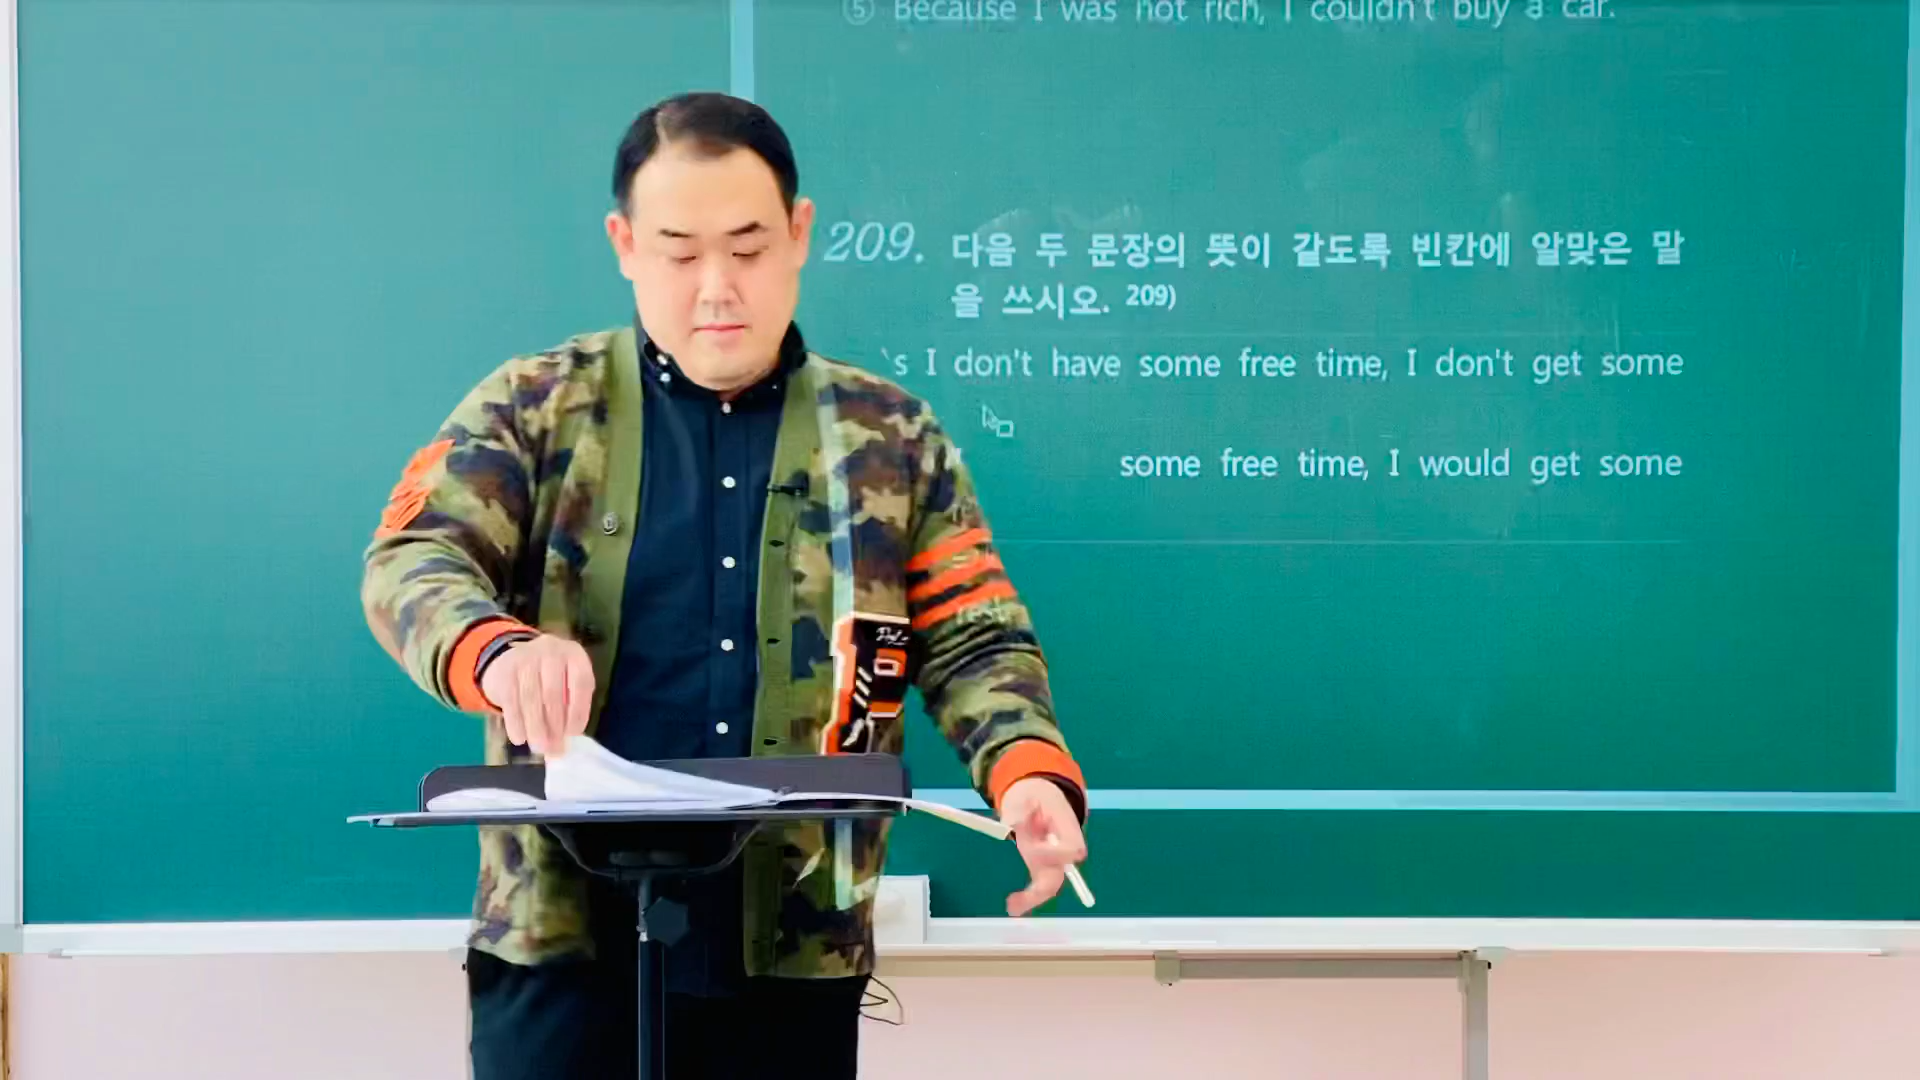 ⑤ Because I was not rich, I couldn't buy a car.
209. 다음 두 문장의 뜻이 같도록 빈칸에 알맞은 말
을 쓰시오. 209)
I don't have some free time, I don't get some
some free time, I would get some